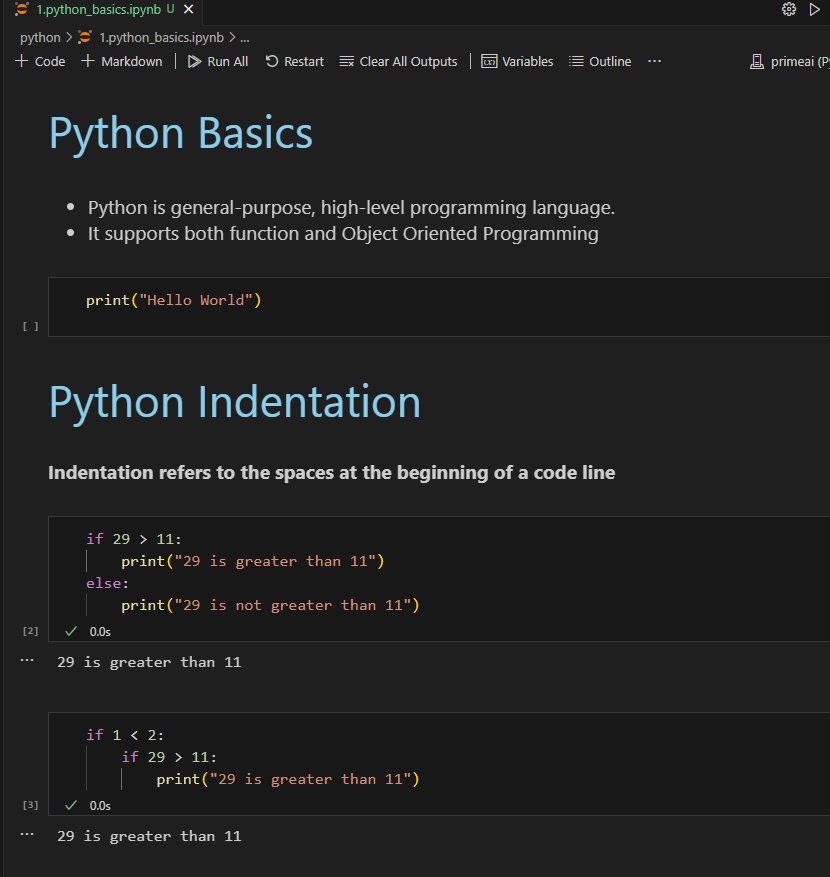 1.python_basics.ipynb U
python > 1.python_basics.ipynb > ...
+ Code + Markdown | Run All Restart Clear All Outputs | Variables Outline ... primeai (Py
Python Basics
• Python is general-purpose, high-level programming language.
• It supports both function and Object Oriented Programming
print("Hello World")
[ ]
Python Indentation
Indentation refers to the spaces at the beginning of a code line
if 29 > 11:
    print("29 is greater than 11")
else:
    print("29 is not greater than 11")
[2] 0.0s
... 29 is greater than 11
if 1 < 2:
    if 29 > 11:
        print("29 is greater than 11")
[3] 0.0s
... 29 is greater than 11